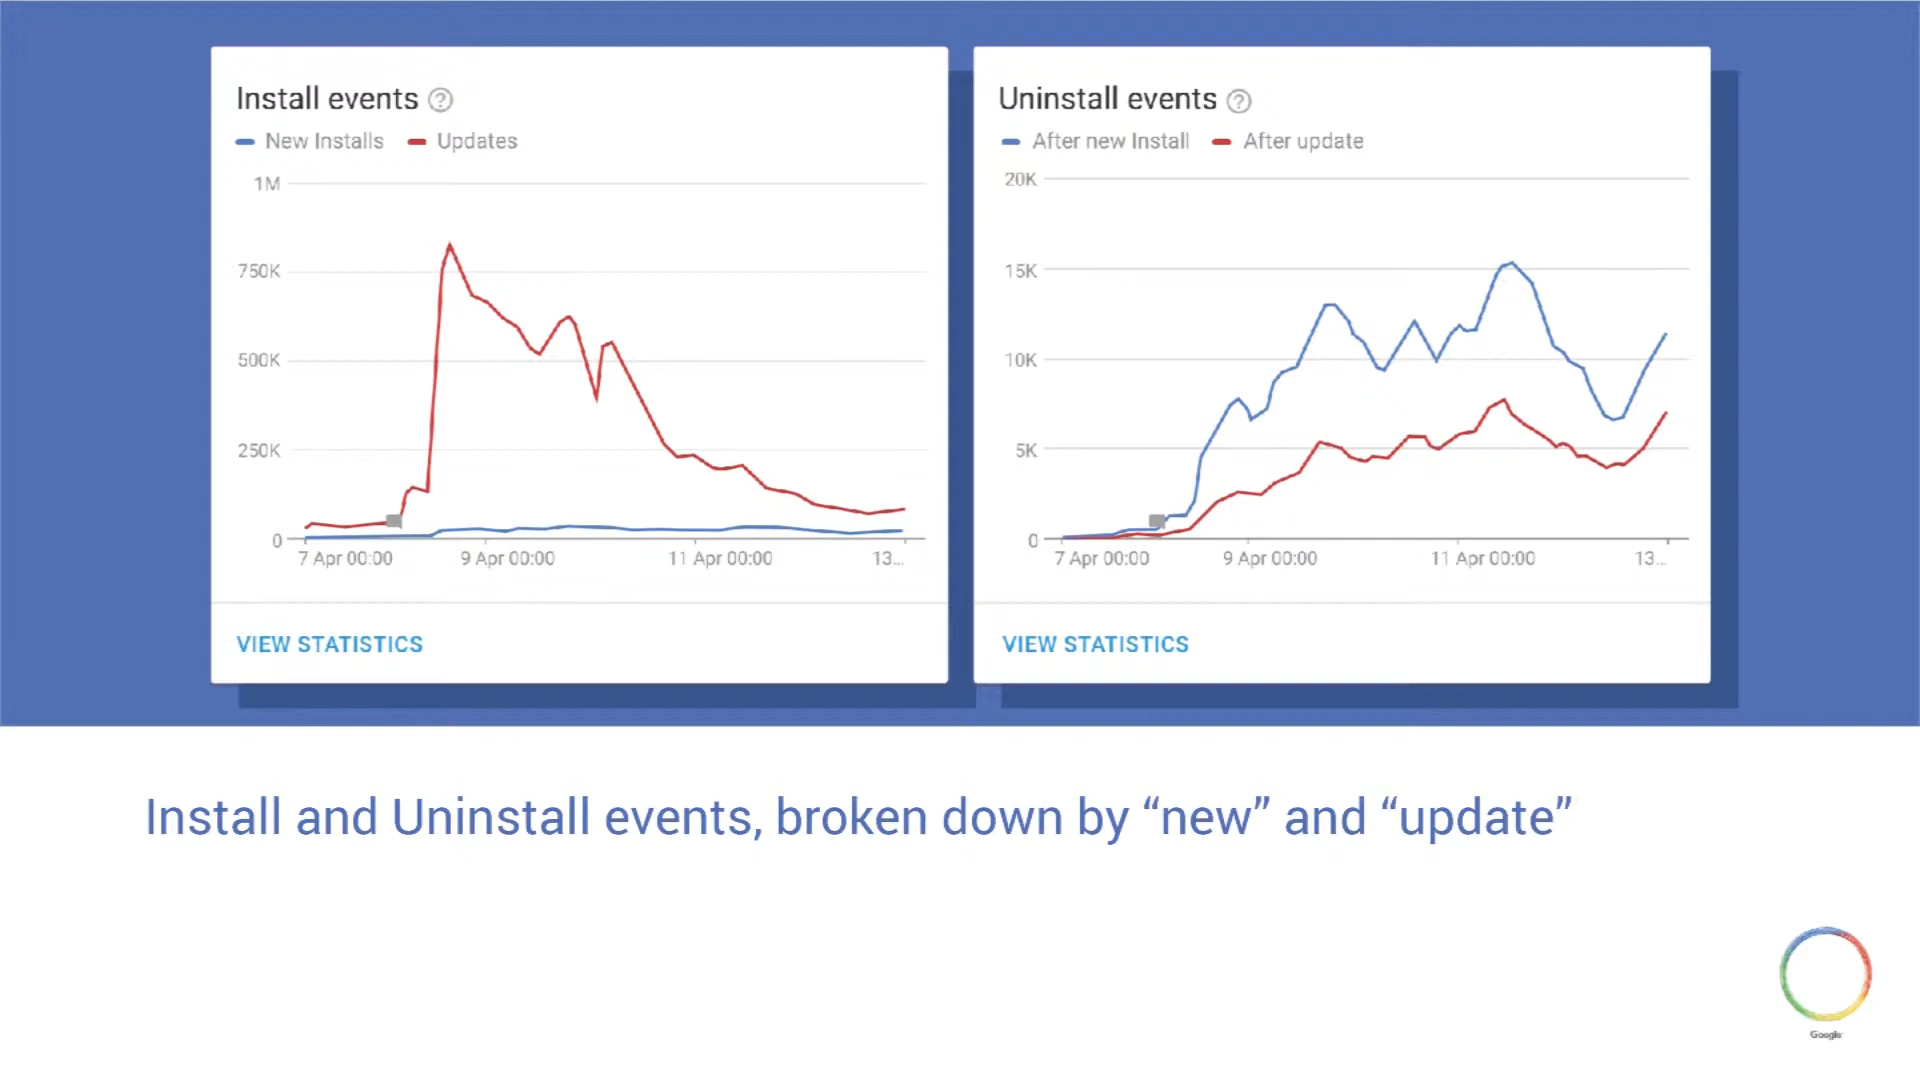 Install events ?
New Installs Updates
1M
750K
500K
250K
0
7 Apr 00:00 9 Apr 00:00 11 Apr 00:00 13...
VIEW STATISTICS
Uninstall events ?
After new Install After update
20K
15K
10K
5K
0
7 Apr 00:00 9 Apr 00:00 11 Apr 00:00 13...
VIEW STATISTICS
Install and Uninstall events, broken down by “new” and “update”
Google